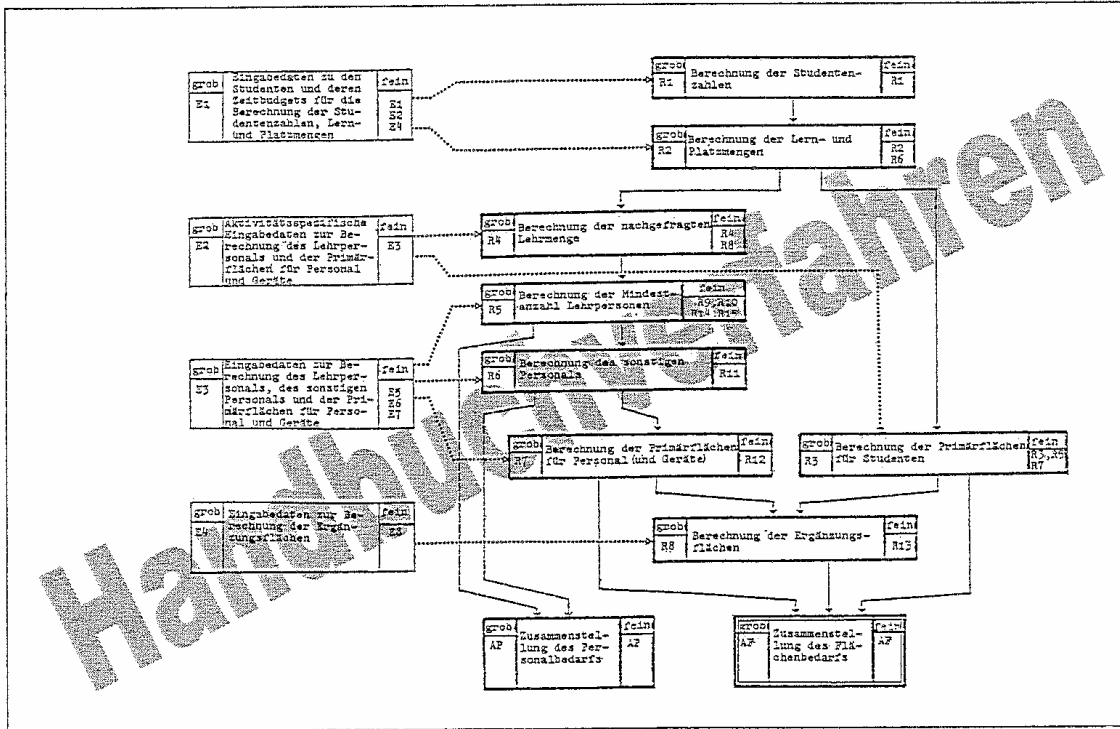 grob
E1
Eingabedaten zu den
Studenten und deren
Zeitbudgets für die
Berechnung der Stu-
dentenzahlen, Lern-
und Platzmengen
fein
E1
E2
E4
grob
R1
Berechnung der Studenten-
zahlen
fein
R1
grob
R2
Berechnung der Lern- und
Platzmengen
fein
R2
R6
grob
E2
Aktivitätsspezifische
Eingabedaten zur Be-
rechnung des Lehrper-
sonals und der Primär-
flächen für Personal
und Geräte
fein
E3
grob
R4
Berechnung der nachgefragten
Lehrmenge
fein
R4
R8
grob
R5
Berechnung der Mindest-
anzahl Lehrpersonen
fein
R9,R10
R14,R15
grob
E3
Eingabedaten zur Be-
rechnung des Lehrper-
sonals, des sonstigen
Personals und der Pri-
märflächen für Perso-
nal und Geräte
fein
E5
E6
E7
grob
R6
Berechnung des sonstigen
Personals
fein
R11
grob
R7
Berechnung der Primärflächen
für Personal (und Geräte)
fein
R12
grob
R3
Berechnung der Primärflächen
für Studenten
fein
R3,R5
R7
grob
E4
Eingabedaten zur Be-
rechnung der Ergän-
zungsflächen
fein
E8
grob
R8
Berechnung der Ergänzungs-
flächen
fein
R13
grob
AP
Zusammenstel-
lung des Per-
sonalbedarfs
fein
AP
grob
AF
Zusammenstel-
lung des Flä-
chenbedarfs
fein
AF
Handbuchverfahren